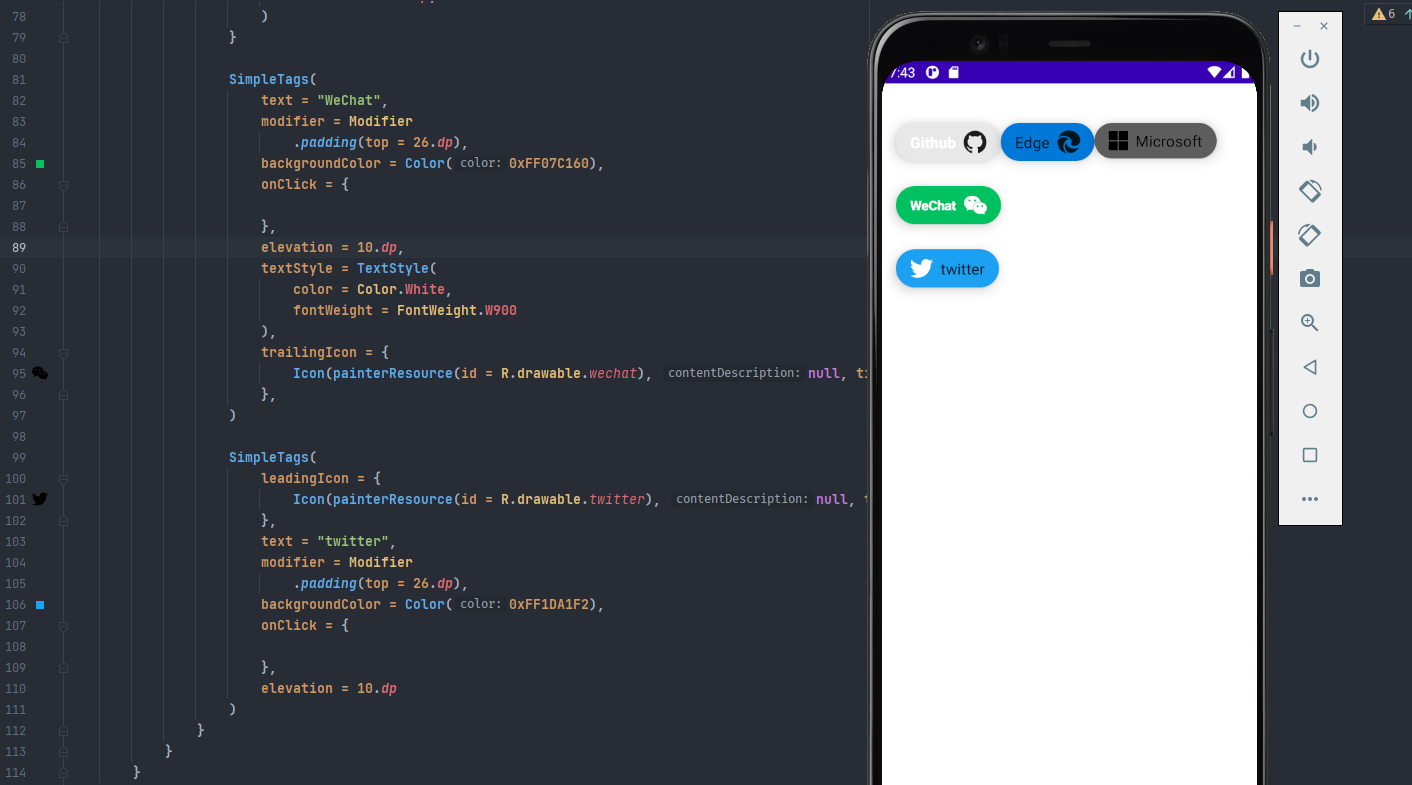 78 )
79 }
80
81 SimpleTags(
82 text = "WeChat",
83 modifier = Modifier
84 .padding(top = 26.dp),
85 backgroundColor = Color( color: 0xFF07C160),
86 onClick = {
87
88 },
89 elevation = 10.dp,
90 textStyle = TextStyle(
91 color = Color.White,
92 fontWeight = FontWeight.W900
93 ),
94 trailingIcon = {
95 Icon(painterResource(id = R.drawable.wechat), contentDescription: null, ti
96 },
97 )
98
99 SimpleTags(
100 leadingIcon = {
101 Icon(painterResource(id = R.drawable.twitter), contentDescription: null, t
102 },
103 text = "twitter",
104 modifier = Modifier
105 .padding(top = 26.dp),
106 backgroundColor = Color( color: 0xFF1DA1F2),
107 onClick = {
108
109 },
110 elevation = 10.dp
111 )
112 }
113 }
114 }
7:43
Github Edge Microsoft
WeChat
twitter
6